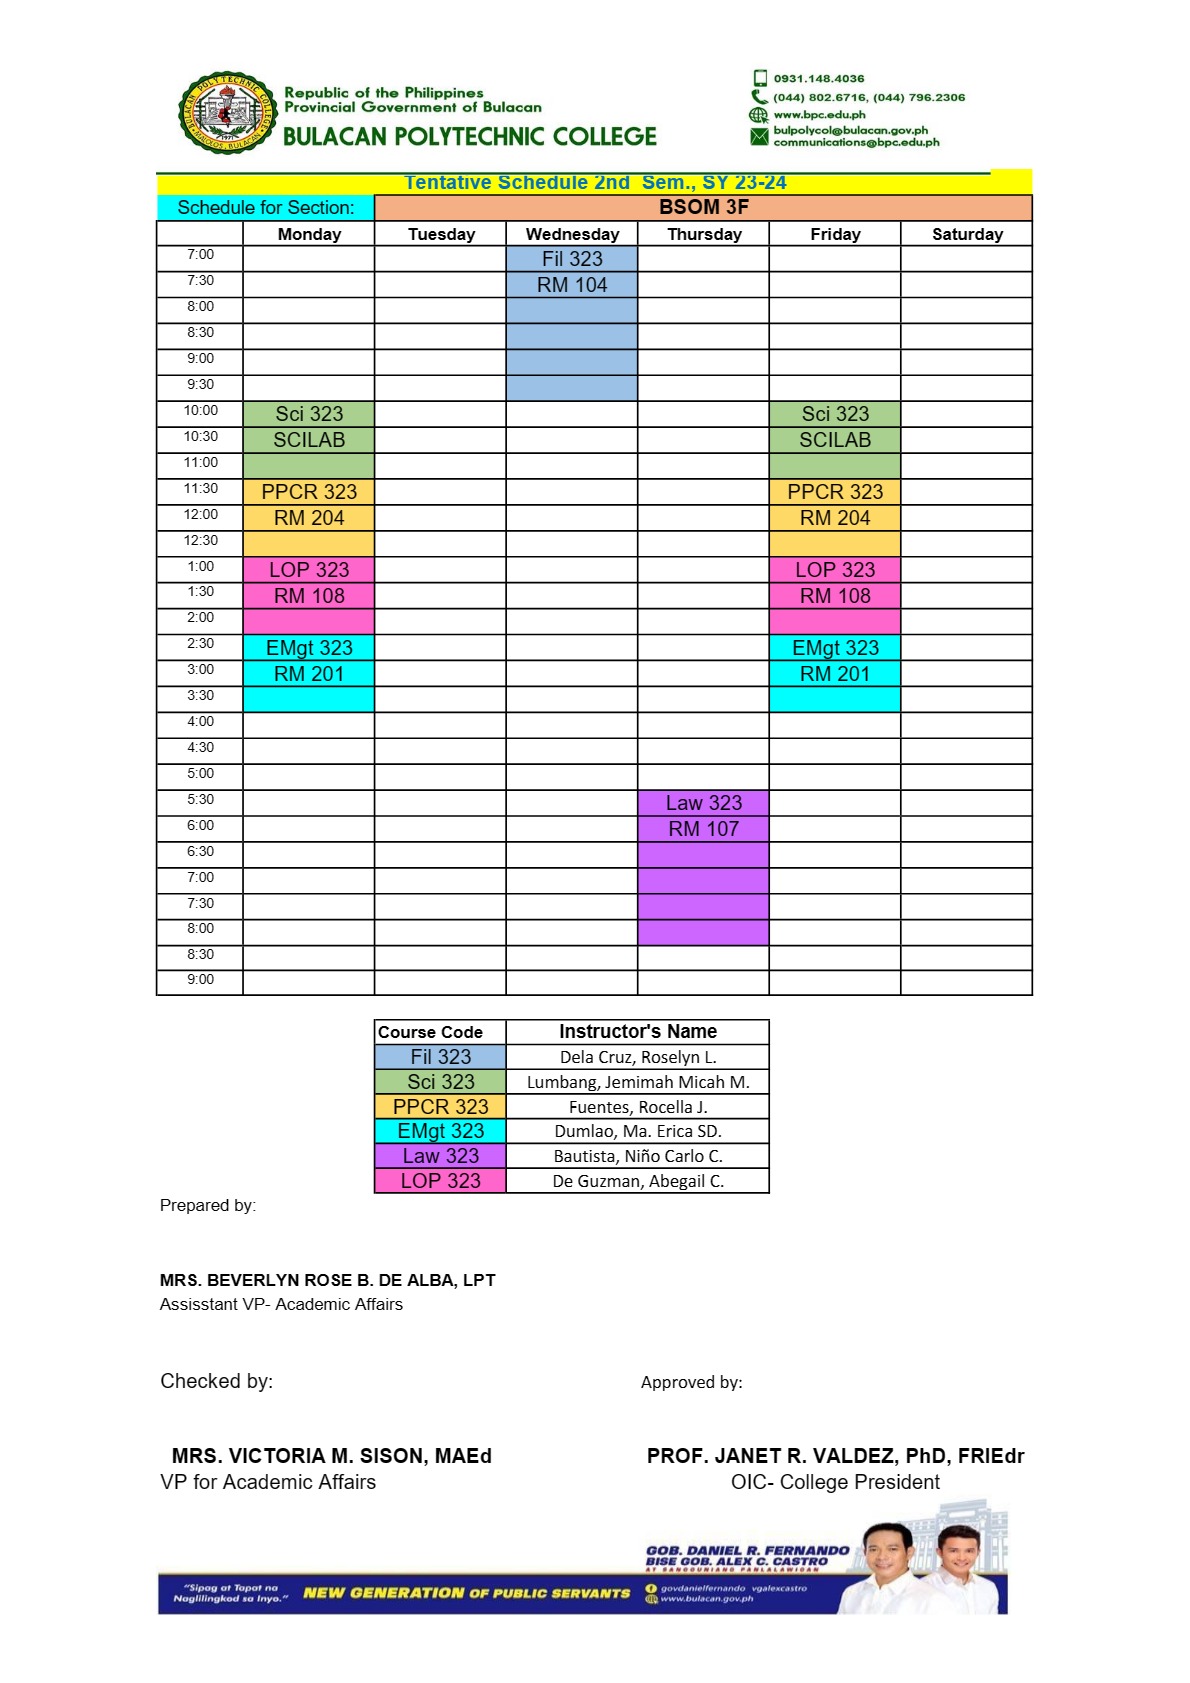 BULACAN POLYTECHNIC COLLEGE
MALOLOS, BULACAN
1971
Republic of the Philippines
Provincial Government of Bulacan
BULACAN POLYTECHNIC COLLEGE
0931.148.4036
(044) 802.6716, (044) 796.2306
www.bpc.edu.ph
bulpolycol@bulacan.gov.ph
communications@bpc.edu.ph
Tentative Schedule 2nd Sem., SY 23-24
Schedule for Section: BSOM 3F
Monday Tuesday Wednesday Thursday Friday Saturday
7:00 Fil 323
7:30 RM 104
8:00
8:30
9:00
9:30
10:00 Sci 323 Sci 323
10:30 SCILAB SCILAB
11:00
11:30 PPCR 323 PPCR 323
12:00 RM 204 RM 204
12:30
1:00 LOP 323 LOP 323
1:30 RM 108 RM 108
2:00
2:30 EMgt 323 EMgt 323
3:00 RM 201 RM 201
3:30
4:00
4:30
5:00
5:30 Law 323
6:00 RM 107
6:30
7:00
7:30
8:00
8:30
9:00
Course Code Instructor's Name
Fil 323 Dela Cruz, Roselyn L.
Sci 323 Lumbang, Jemimah Micah M.
PPCR 323 Fuentes, Rocella J.
EMgt 323 Dumlao, Ma. Erica SD.
Law 323 Bautista, Niño Carlo C.
LOP 323 De Guzman, Abegail C.
Prepared by:
MRS. BEVERLYN ROSE B. DE ALBA, LPT
Assisstant VP- Academic Affairs
Checked by: Approved by:
MRS. VICTORIA M. SISON, MAEd PROF. JANET R. VALDEZ, PhD, FRIEdr
VP for Academic Affairs OIC- College President
GOB. DANIEL R. FERNANDO
BISE GOB. ALEX C. CASTRO
AT SANGGUNIANG PANLALAWIGAN
"Sipag at Tapat na
Naglilingkod sa Inyo."
NEW GENERATION OF PUBLIC SERVANTS
govdanielfernando vgalexcastro
www.bulacan.gov.ph